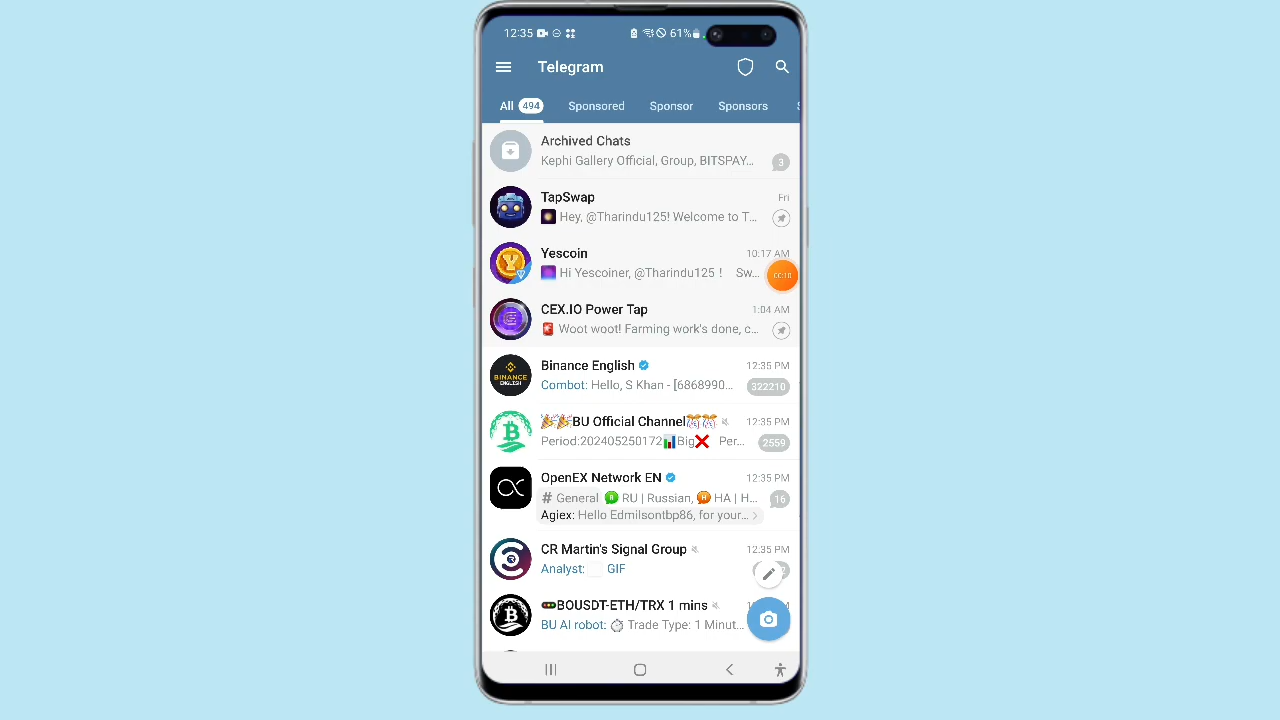 12:35
61%
Telegram
All 494 Sponsored Sponsor Sponsors
Archived Chats
Kephi Gallery Official, Group, BITSPAY...
3
TapSwap
Fri
Hey, @Tharindu125! Welcome to T...
Yescoin
10:17 AM
Hi Yescoiner, @Tharindu125 ! Sw...
CEX.IO Power Tap
1:04 AM
🚨 Woot woot! Farming work's done, c...
Binance English
12:35 PM
BINANCE
ENGLISH
Combot: Hello, S Khan - [6868990...
322210
🎉🎉BU Official Channel🎊🎊
12:35 PM
Period:202405250172📊Big❌ Per...
2559
OpenEX Network EN
12:35 PM
# General R RU | Russian, H HA | H...
16
Agiex: Hello Edmilsontbp86, for your...
CR Martin's Signal Group
12:35 PM
Analyst: GIF
🚥BOUSDT-ETH/TRX 1 mins
BU AI robot: ⏱ Trade Type: 1 Minut...